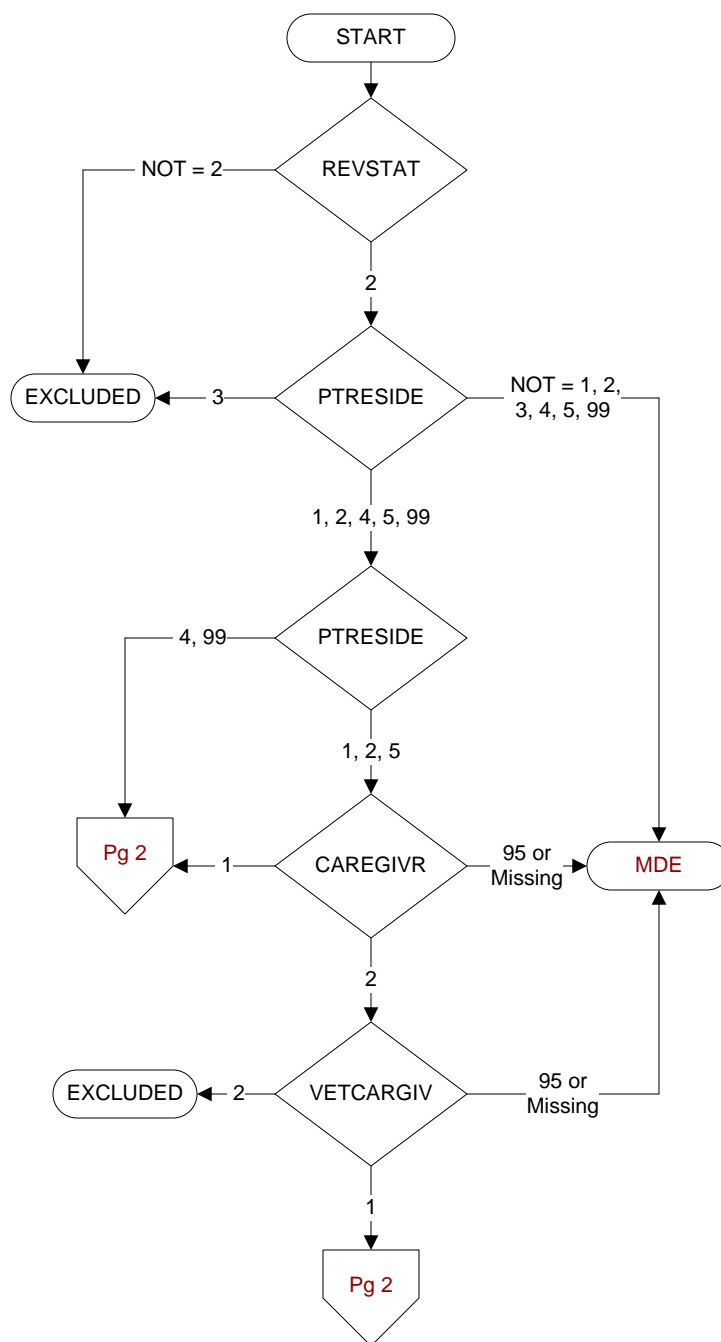 START
REVSTAT
NOT = 2
2
EXCLUDED
3
PTRESIDE
NOT = 1, 2,
3, 4, 5, 99
1, 2, 4, 5, 99
PTRESIDE
4, 99
1, 2, 5
Pg 2
1
CAREGIVR
95 or
Missing
MDE
2
EXCLUDED
2
VETCARGIV
95 or
Missing
1
Pg 2